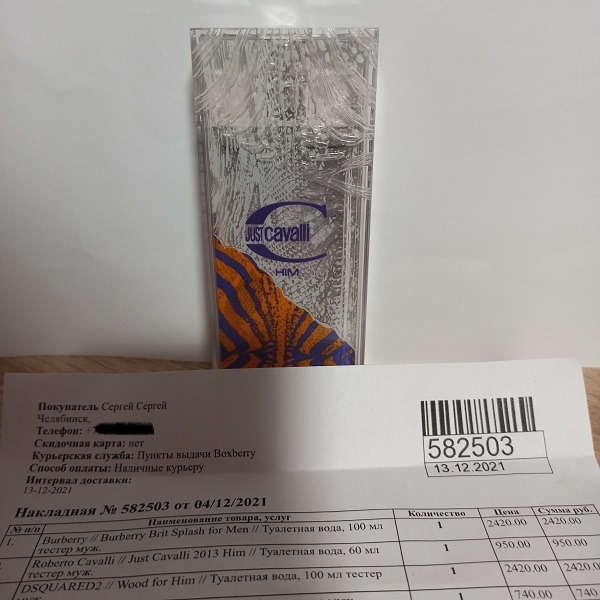 JUST cavalli
HIM
Покупатель Сергей Сергей
Челябинск,
Телефон: +7
Скидочная карта: нет
Курьерская служба: Пункты выдачи Boxberry
Способ оплаты: Наличные курьеру
Интервал доставки:
13-12-2021
582503
13.12.2021
Накладная № 582503 от 04/12/2021
№ п/п Наименование товара, услуг Количество Цена Сумма руб.
1. Burberry // Burberry Brit Splash for Men // Туалетная вода, 100 мл 1 2420.00 2420.00
тестер муж.
Roberto Cavalli // Just Cavalli 2013 Him // Туалетная вода, 60 мл 1 950.00 950.00
тестер муж.
DSQUARED2 // Wood for Him // Туалетная вода, 100 мл тестер 1 2420.00 2420.00
1 740.00 740